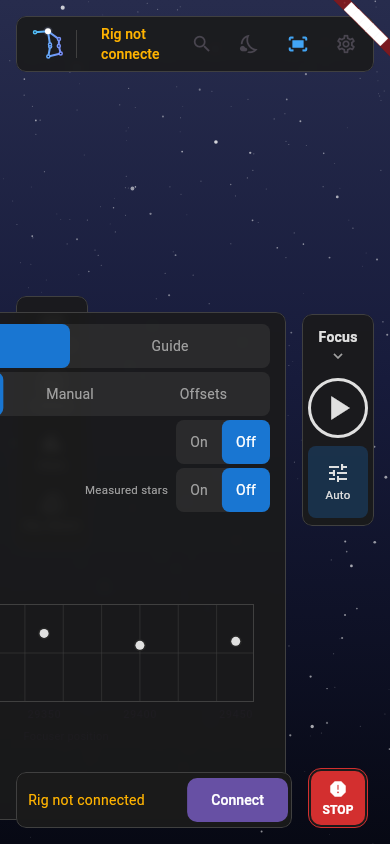 Rig not
connecte
Focus
Guide
Manual
Offsets
On
Off
Measured stars
On
Off
Auto
Rig not connected
Connect
STOP